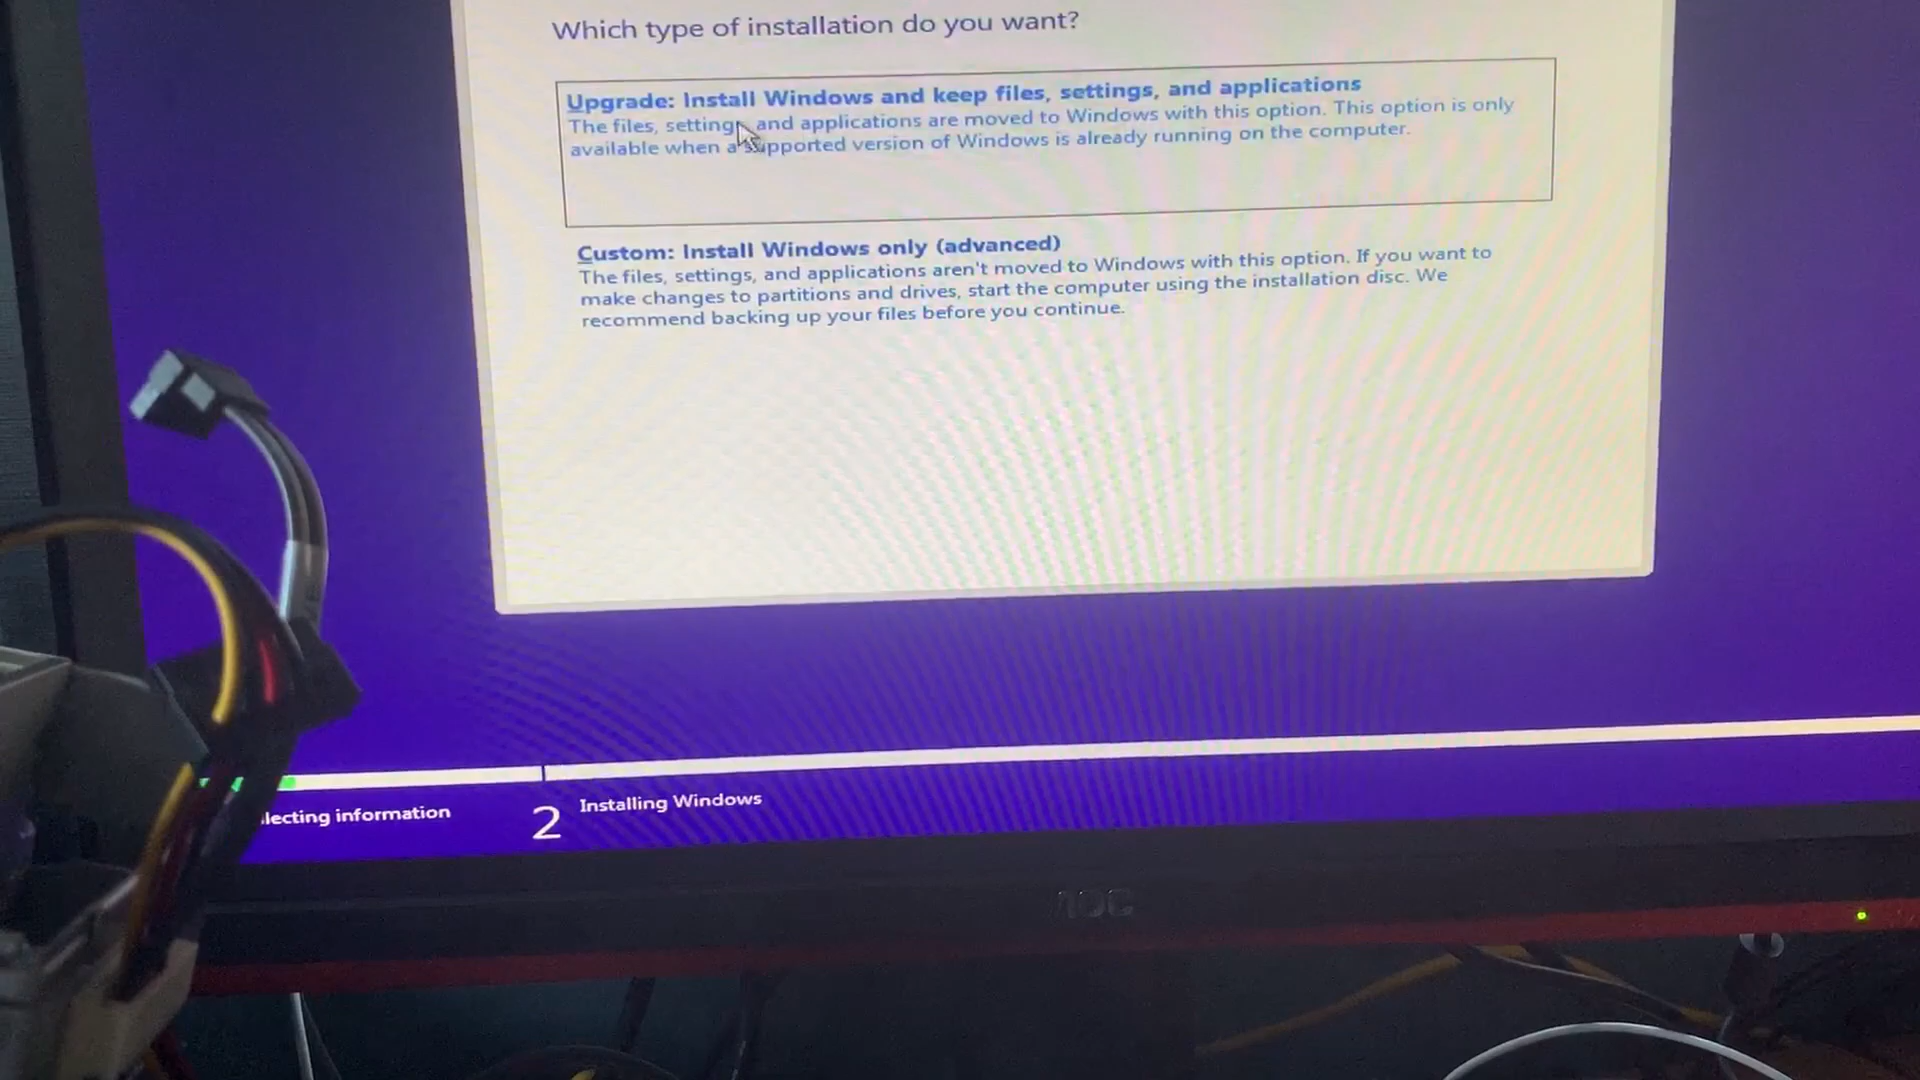 Which type of installation do you want?
Upgrade: Install Windows and keep files, settings, and applications
The files, settings, and applications are moved to Windows with this option. This option is only
available when a supported version of Windows is already running on the computer.
Custom: Install Windows only (advanced)
The files, settings, and applications aren't moved to Windows with this option. If you want to
make changes to partitions and drives, start the computer using the installation disc. We
recommend backing up your files before you continue.
lecting information
2 Installing Windows
AOC